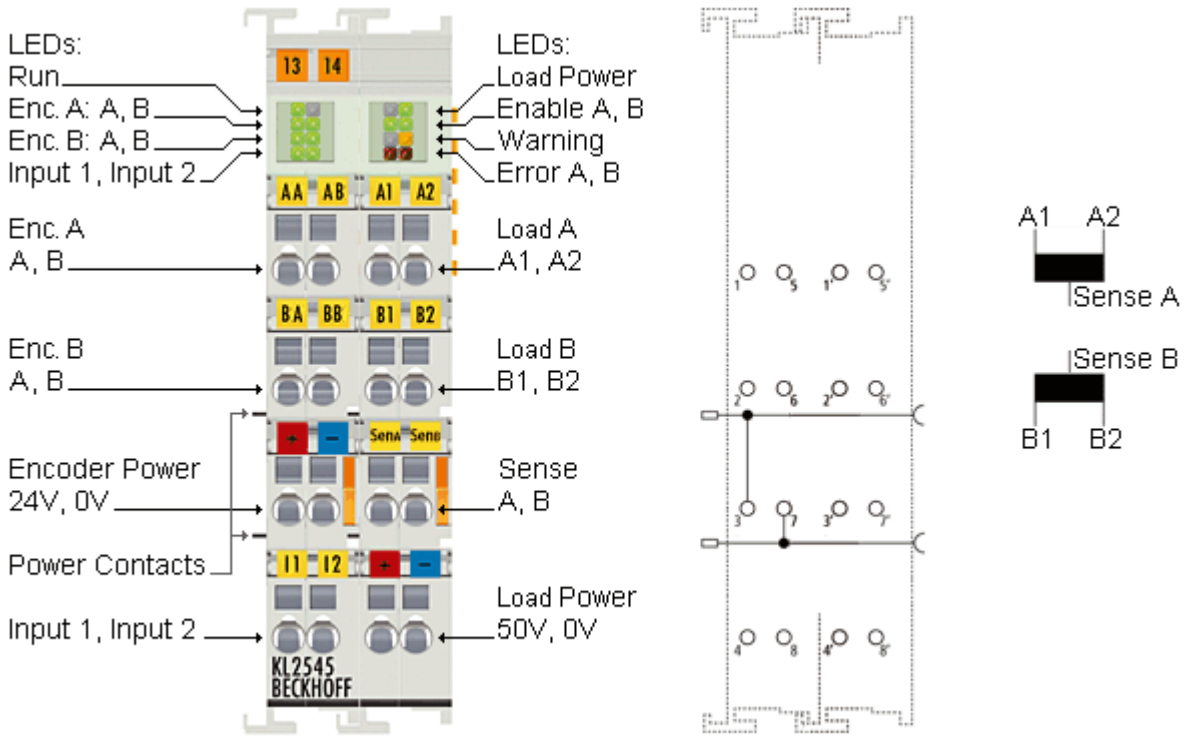 LEDs:
Run
Enc. A: A, B
Enc. B: A, B
Input 1, Input 2
Enc. A
A, B
Enc. B
A, B
Encoder Power
24V, 0V
Power Contacts
Input 1, Input 2
13 14
AA AB A1 A2
BA BB B1 B2
+ - SenA SenB
I1 I2 + -
KL2545
BECKHOFF
LEDs:
Load Power
Enable A, B
Warning
Error A, B
Load A
A1, A2
Load B
B1, B2
Sense
A, B
Load Power
50V, 0V
1 5 1' 5'
2 6 2' 6'
3 7 3' 7'
4 8 4' 8'
A1 A2
Sense A
Sense B
B1 B2